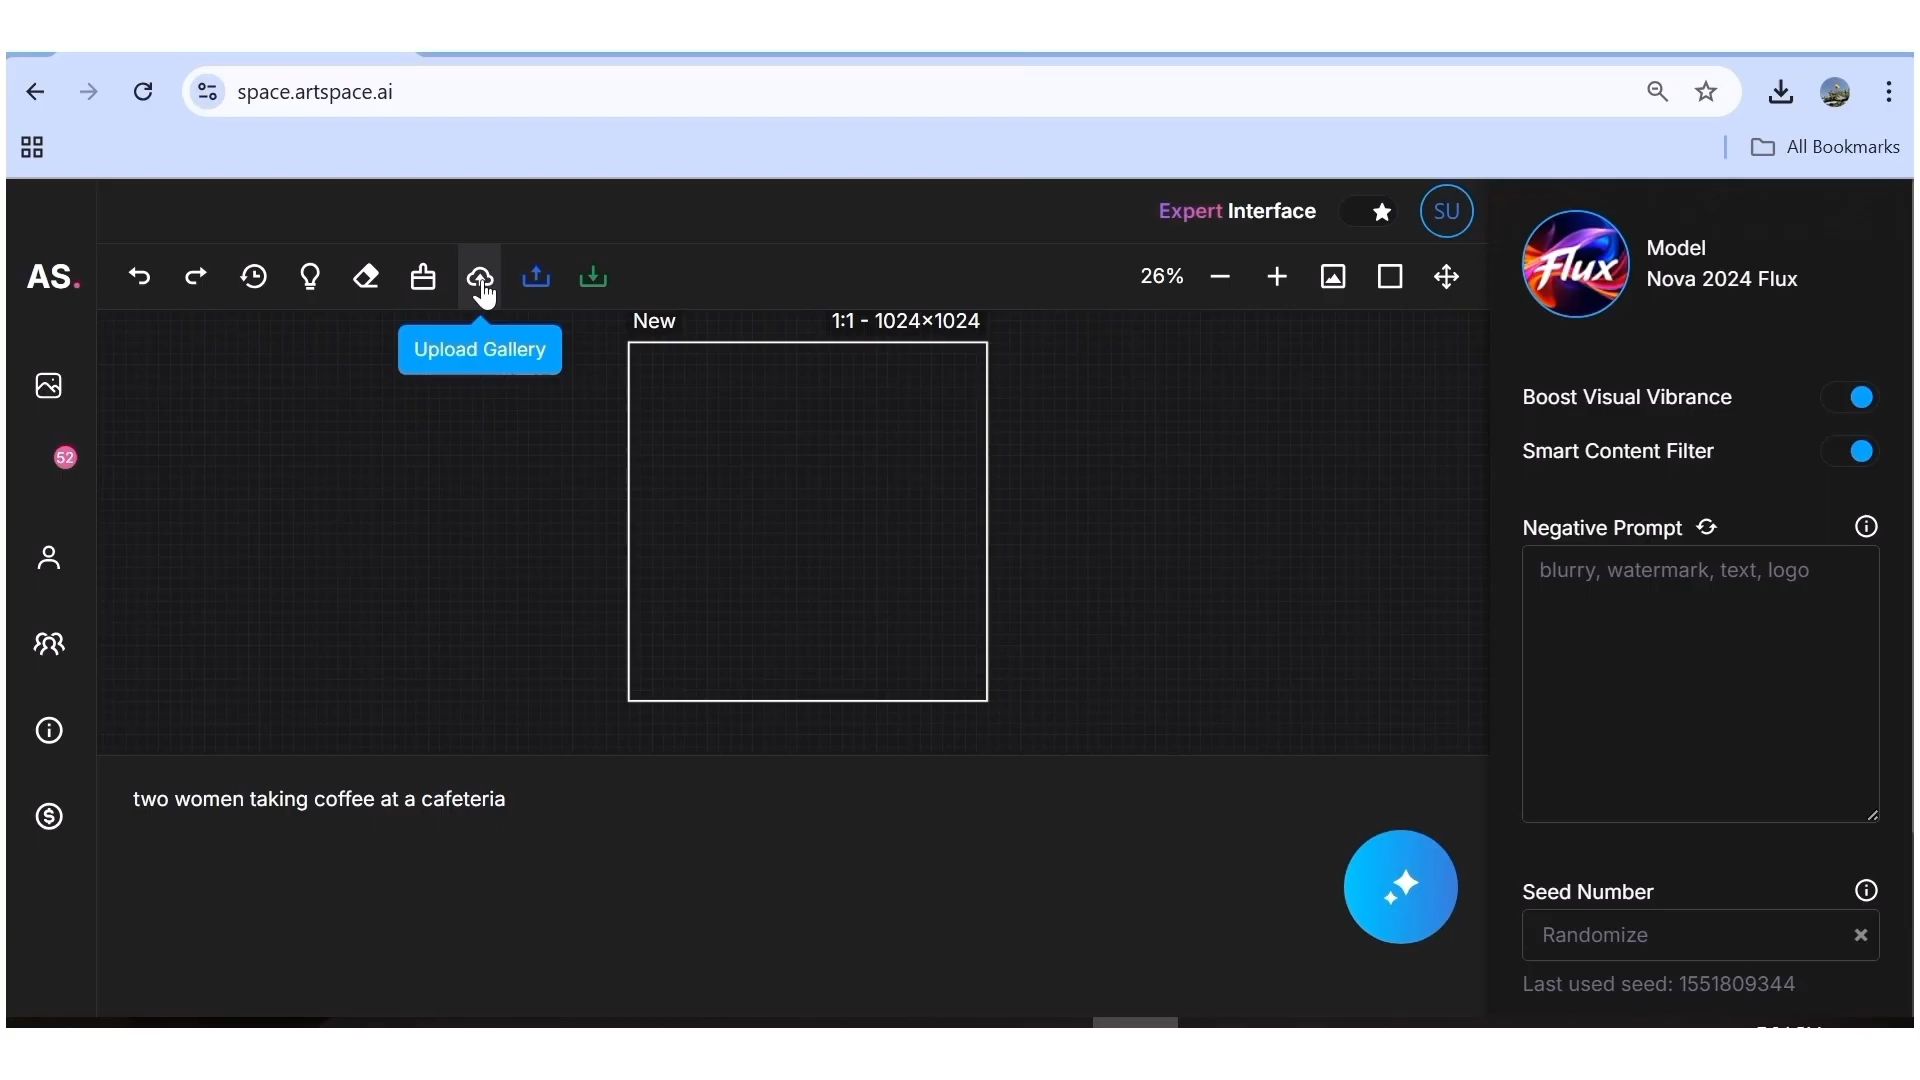 space.artspace.ai
All Bookmarks
Expert Interface
SU
Flux
Model
Nova 2024 Flux
AS.
26%
Upload Gallery
New
1:1 - 1024×1024
Boost Visual Vibrance
52
Smart Content Filter
Negative Prompt
blurry, watermark, text, logo
two women taking coffee at a cafeteria
Seed Number
Randomize
Last used seed: 1551809344